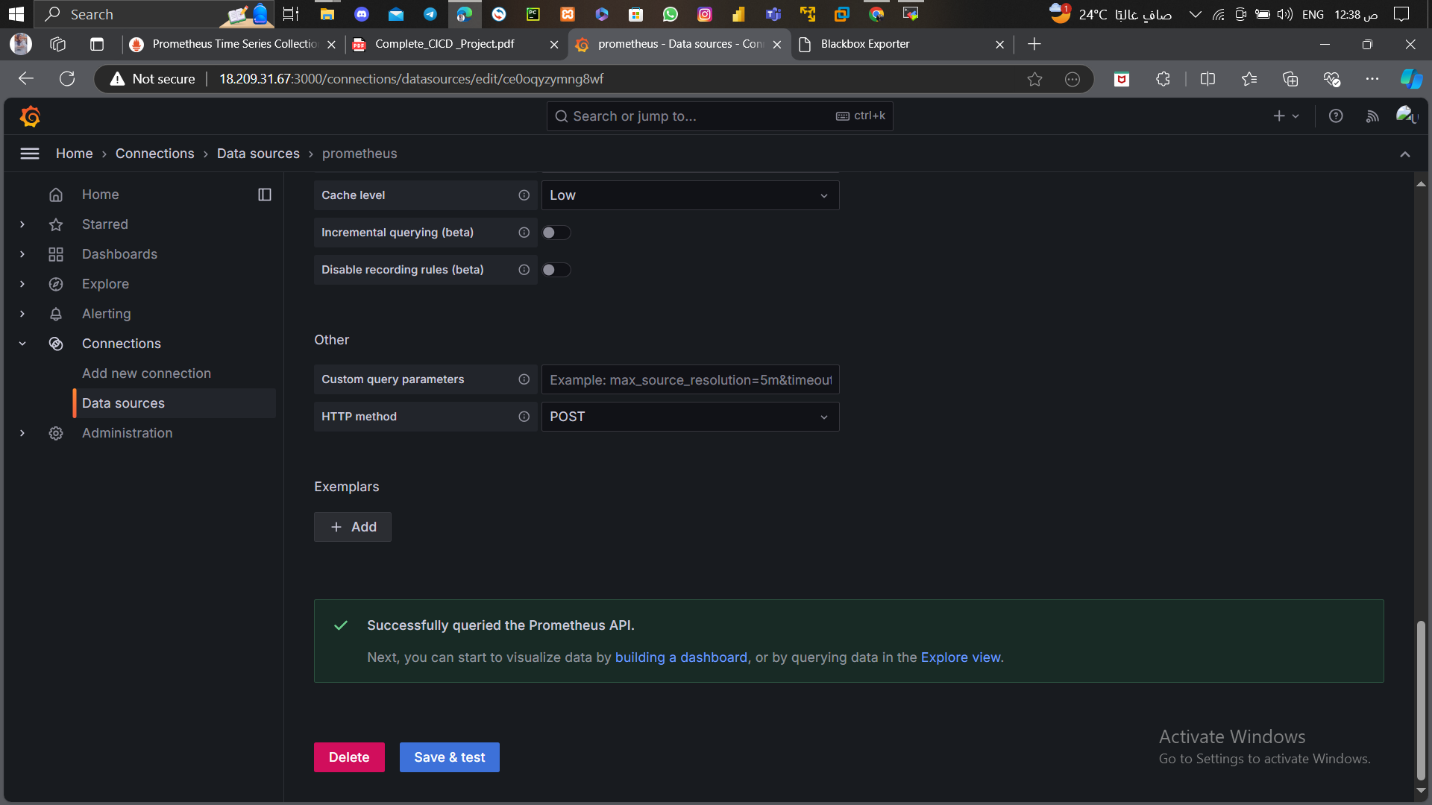 Search
24°C صافٍ غالبًا
ENG
12:38 ص
Prometheus Time Series Collectio
Complete_CICD _Project.pdf
prometheus - Data sources - Con
Blackbox Exporter
Not secure
18.209.31.67:3000/connections/datasources/edit/ce0oqyzymng8wf
Search or jump to...
ctrl+k
Home › Connections › Data sources › prometheus
Home
Starred
Dashboards
Explore
Alerting
Connections
Add new connection
Data sources
Administration
Cache level
Low
Incremental querying (beta)
Disable recording rules (beta)
Other
Custom query parameters
Example: max_source_resolution=5m&timeout
HTTP method
POST
Exemplars
+ Add
Successfully queried the Prometheus API.
Next, you can start to visualize data by building a dashboard, or by querying data in the Explore view.
Delete
Save & test
Activate Windows
Go to Settings to activate Windows.